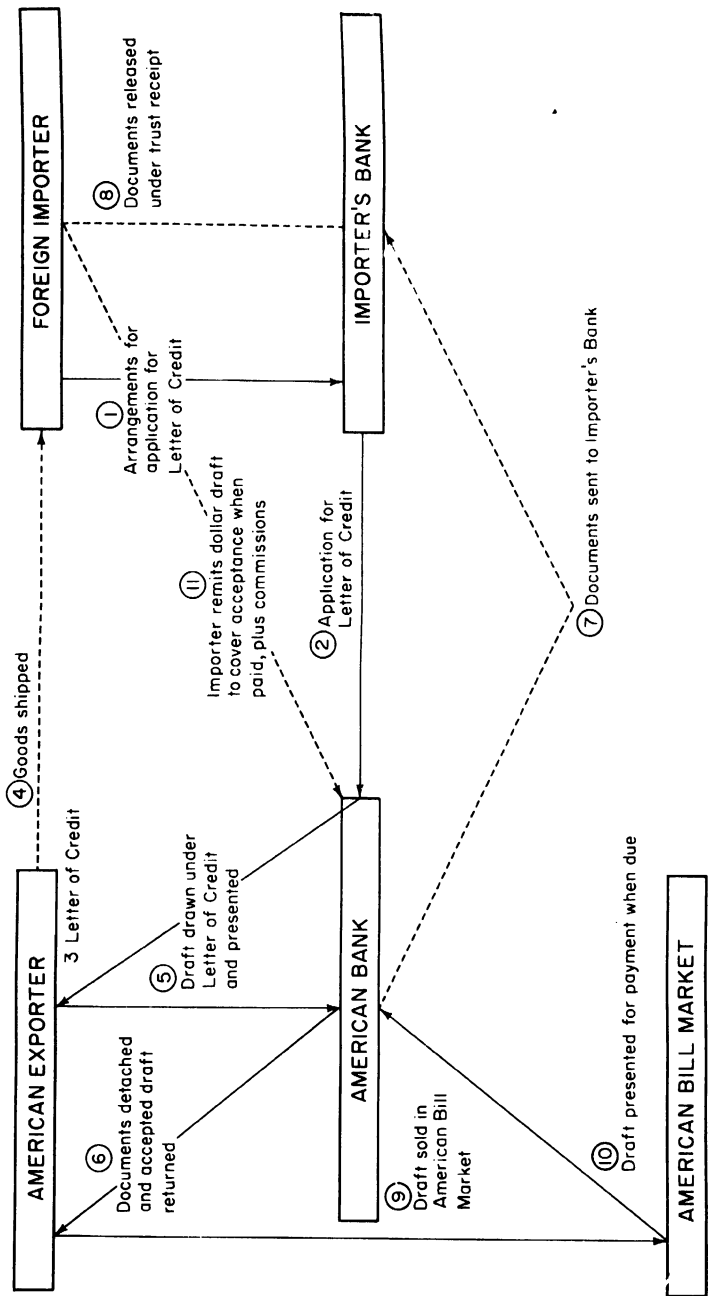 AMERICAN EXPORTER
④ Goods shipped
FOREIGN IMPORTER
3 Letter of Credit
⑥
Documents detached
and accepted draft
returned
⑤
Draft drawn under
Letter of Credit
and presented
⑪
Importer remits dollar draft
to cover acceptance when
paid, plus commissions
①
Arrangements for
application for
Letter of Credit
⑧
Documents released
under trust receipt
② Application for
Letter of Credit
AMERICAN BANK
IMPORTER'S BANK
⑨
Draft sold in
American Bill
Market
⑦ Documents sent to Importer's Bank
⑩
Draft presented for payment when due
AMERICAN BILL MARKET